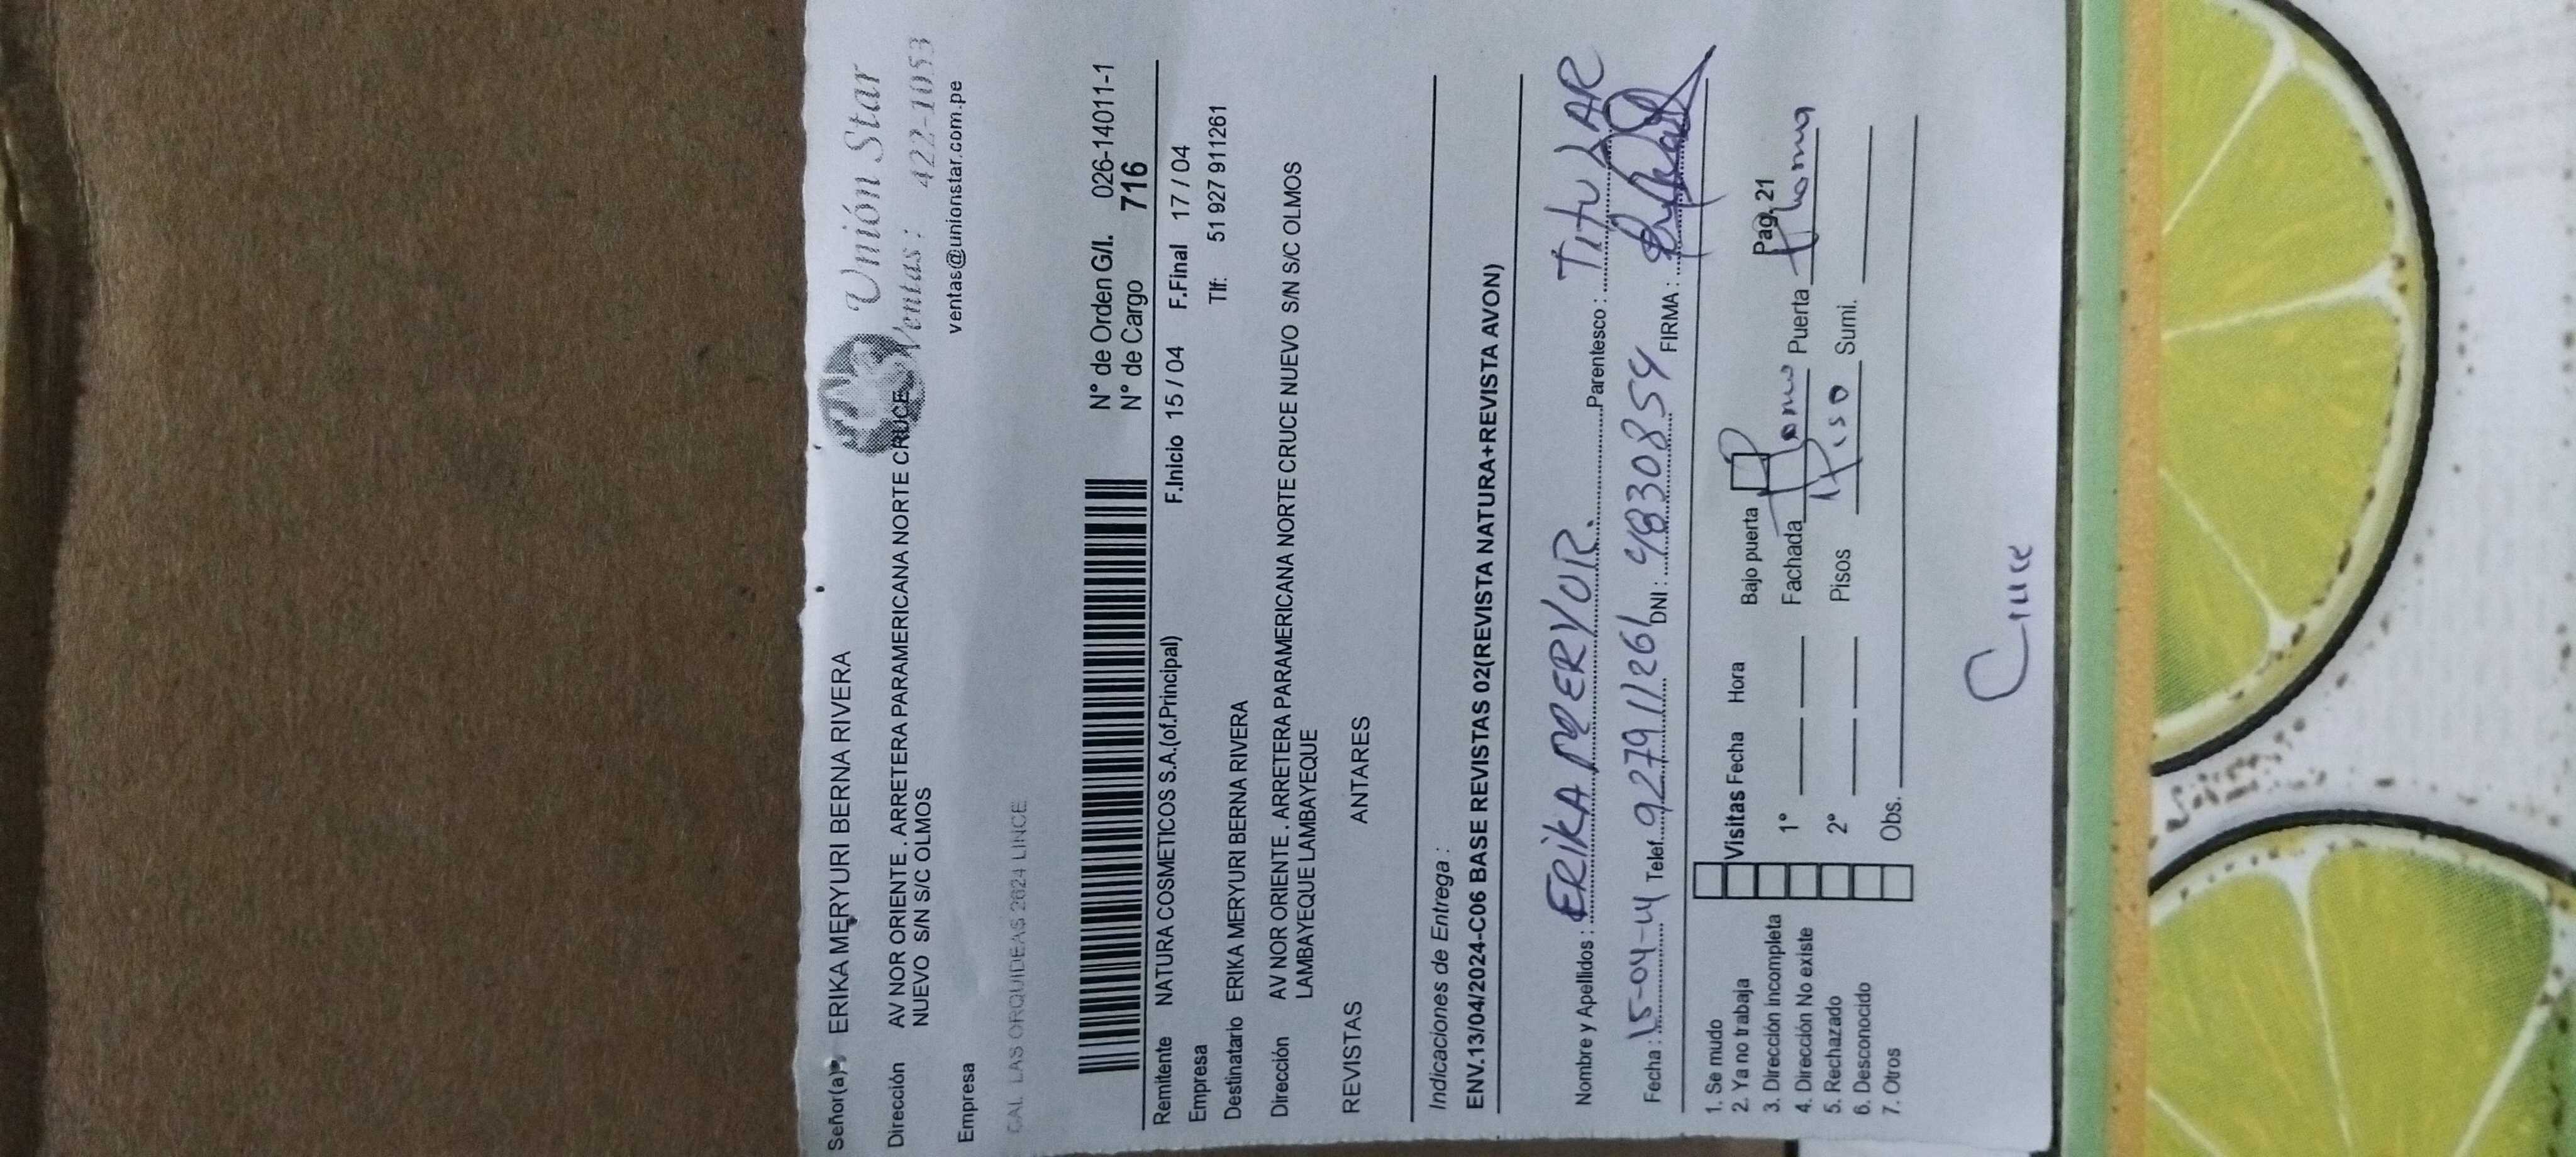 Señor(a) ERIKA MERYURI BERNA RIVERA
Unión Star
Ventas: 422-1053
ventas@unionstar.com.pe
Dirección AV NOR ORIENTE . ARRETERA PARAMERICANA NORTE CRUCE
NUEVO S/N S/C OLMOS
Empresa
CAL. LAS ORQUIDEAS 2624 LINCE
N° de Orden G/I. 026-14011-1
N° de Cargo 716
Remitente NATURA COSMETICOS S.A.(of.Principal) F.Inicio 15 / 04 F.Final 17 / 04
Empresa Tlf: 51 927 911261
Destinatario ERIKA MERYURI BERNA RIVERA
Dirección AV NOR ORIENTE . ARRETERA PARAMERICANA NORTE CRUCE NUEVO S/N S/C OLMOS
LAMBAYEQUE LAMBAYEQUE
REVISTAS ANTARES
Indicaciones de Entrega :
ENV.13/04/2024-C06 BASE REVISTAS 02(REVISTA NATURA+REVISTA AVON)
Nombre y Apellidos : ERIKA MERYUR. Parentesco : TITULAR
Fecha : 15-04-24 Telef. 927911261 DNI : 48330854 FIRMA :
1. Se mudo
2. Ya no trabaja Visitas Fecha Hora Bajo puerta Pag. 21
3. Dirección incompleta
4. Dirección No existe 1° Fachada Puerta
5. Rechazado 2° Pisos 1 Piso Sumi.
6. Desconocido
7. Otros Obs.
Cruce